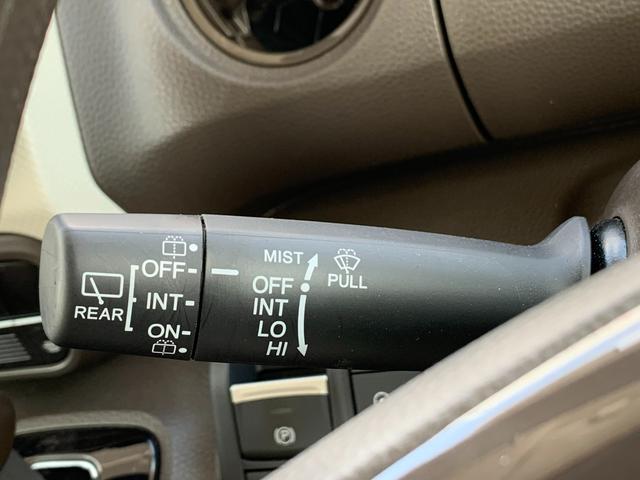 OFF
INT
ON
REAR
MIST
OFF
INT
LO
HI
PULL
P